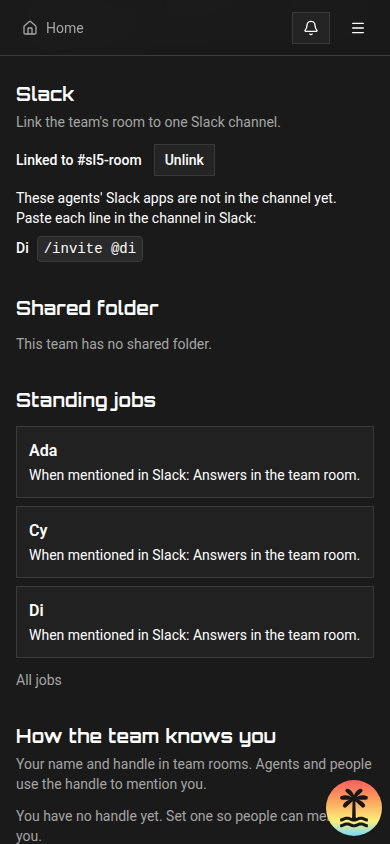 Home
Slack
Link the team's room to one Slack channel.
Linked to #sl5-room Unlink
These agents' Slack apps are not in the channel yet.
Paste each line in the channel in Slack:
Di /invite @di
Shared folder
This team has no shared folder.
Standing jobs
Ada
When mentioned in Slack: Answers in the team room.
Cy
When mentioned in Slack: Answers in the team room.
Di
When mentioned in Slack: Answers in the team room.
All jobs
How the team knows you
Your name and handle in team rooms. Agents and people
use the handle to mention you.
You have no handle yet. Set one so people can
you.